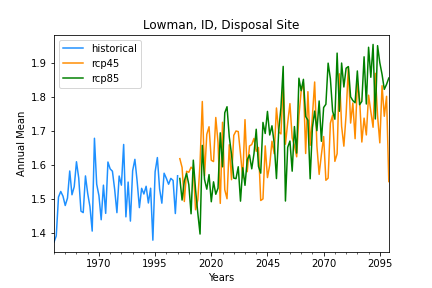 Lowman, ID, Disposal Site
historical
rcp45
rcp85
Annual Mean
1.9
1.8
1.7
1.6
1.5
1.4
1970
1995
2020
2045
2070
2095
Years